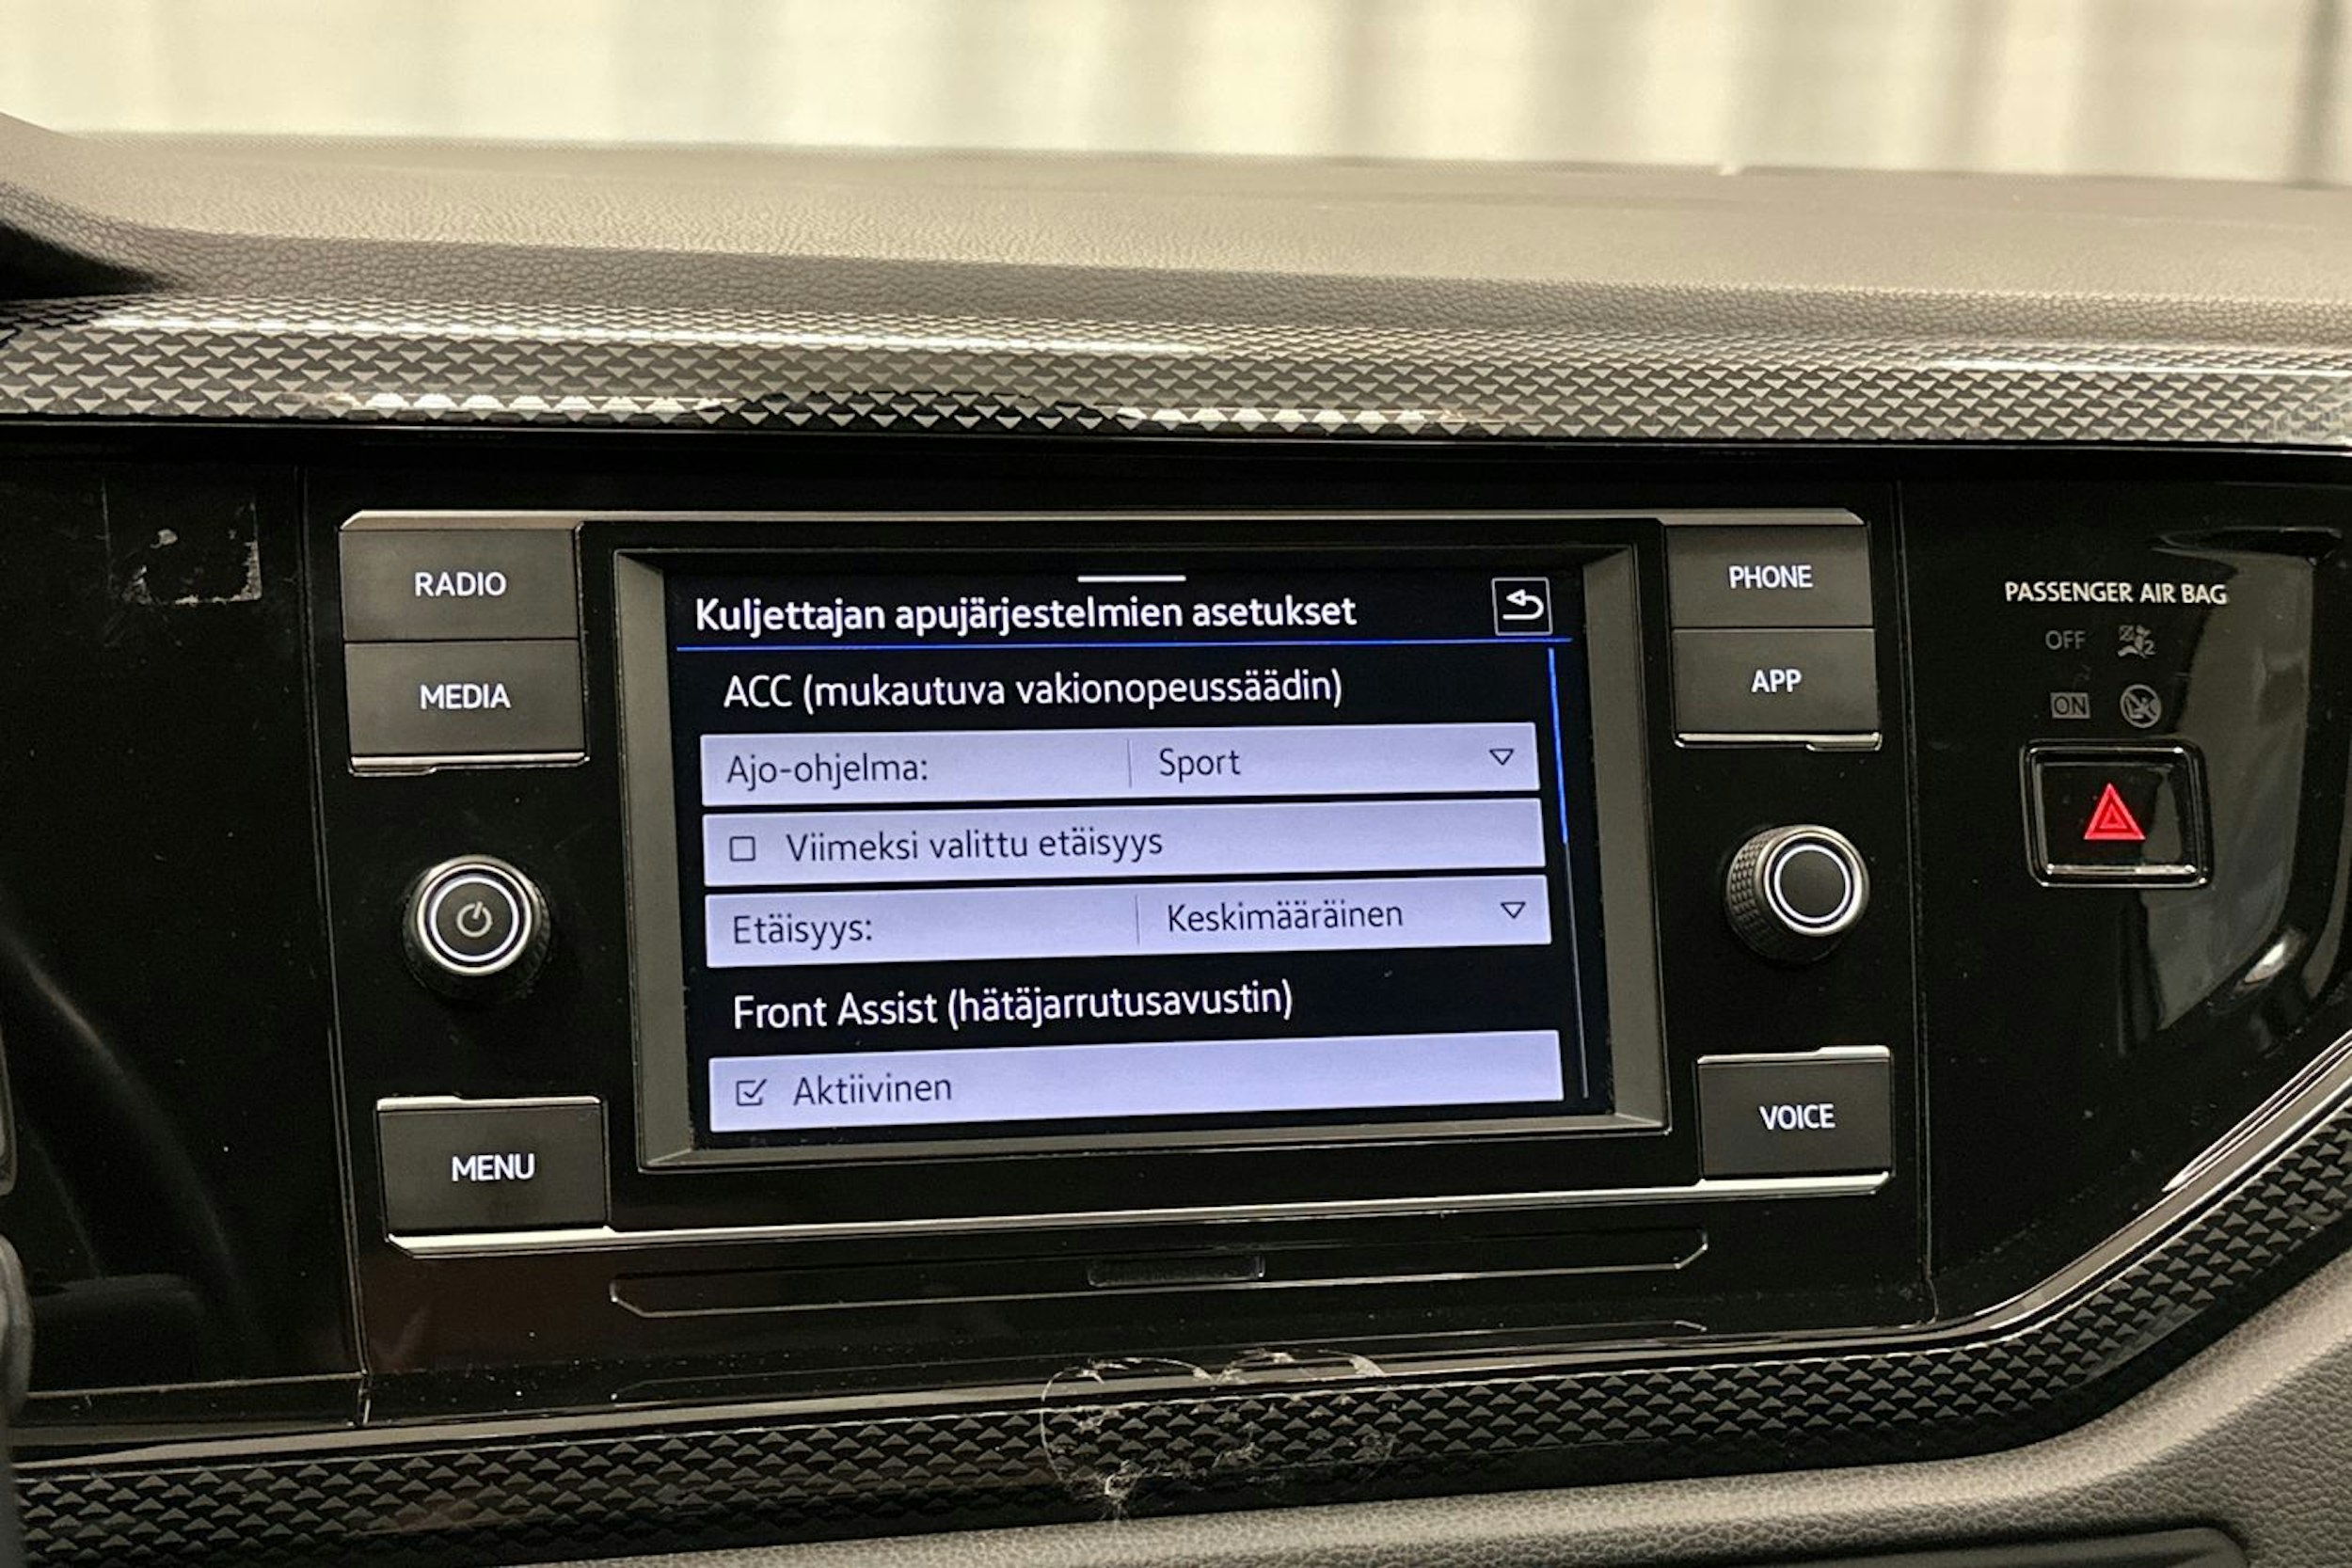 RADIO
MEDIA
MENU
Kuljettajan apujärjestelmien asetukset
ACC (mukautuva vakionopeussäädin)
Ajo-ohjelma: Sport
Viimeksi valittu etäisyys
Etäisyys: Keskimääräinen
Front Assist (hätäjarrutusavustin)
Aktiivinen
PHONE
APP
VOICE
PASSENGER AIR BAG
OFF
ON